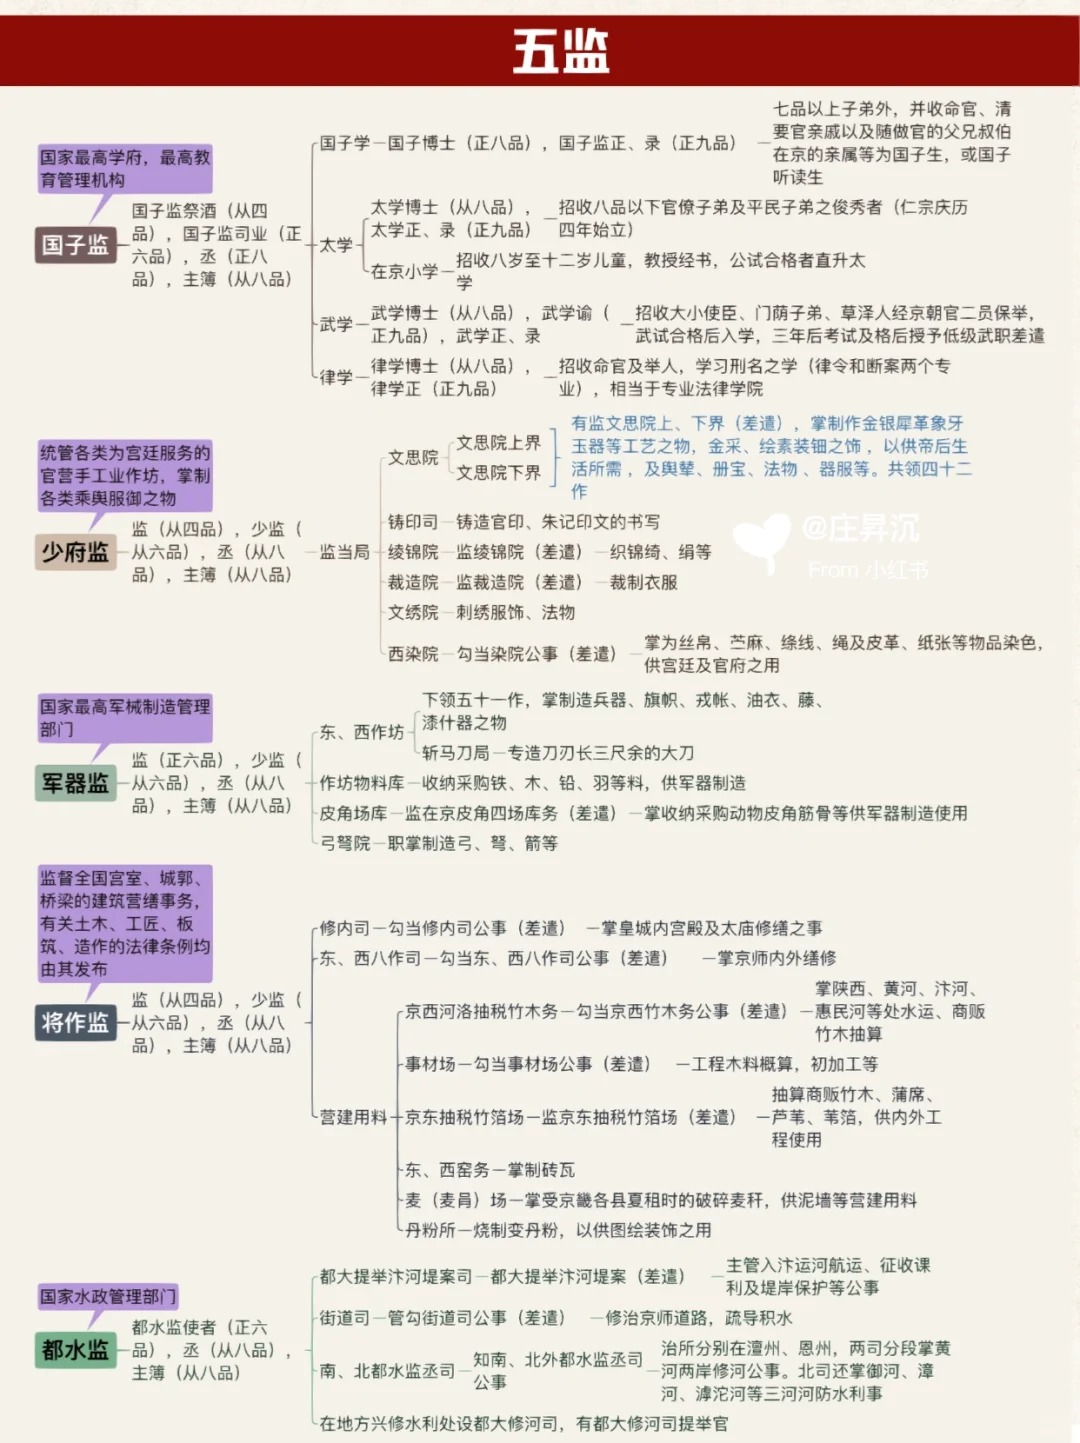 五监
国家最高学府，最高教
育管理机构
国子监
国子监祭酒（从四
品），国子监司业（正
六品），丞（正八
品），主簿（从八品）
国子学
国子博士（正八品），国子监正、录（正九品）
七品以上子弟外，并收命官、清
要官亲戚以及随做官的父兄叔伯
在京的亲属等为国子生，或国子
听读生
太学
太学博士（从八品），
太学正、录（正九品）
招收八品以下官僚子弟及平民子弟之俊秀者（仁宗庆历
四年始立）
在京小学
招收八岁至十二岁儿童，教授经书，公试合格者直升太
学
武学
武学博士（从八品），武学谕（
正九品），武学正、录
招收大小使臣、门荫子弟、草泽人经京朝官二员保举，
武试合格后入学，三年后考试及格后授予低级武职差遣
律学
律学博士（从八品），
律学正（正九品）
招收命官及举人，学习刑名之学（律令和断案两个专
业），相当于专业法律学院
统管各类为宫廷服务的
官营手工业作坊，掌制
各类乘舆服御之物
少府监
监（从四品），少监（
从六品），丞（从八
品），主簿（从八品）
监当局
文思院
文思院上界
文思院下界
有监文思院上、下界（差遣），掌制作金银犀革象牙
玉器等工艺之物，金采、绘素装钿之饰，以供帝后生
活所需，及舆辇、册宝、法物、器服等。共领四十二
作
铸印司
铸造官印、朱记印文的书写
绫锦院
监绫锦院（差遣）
织锦绮、绢等
裁造院
监裁造院（差遣）
裁制衣服
文绣院
刺绣服饰、法物
西染院
勾当染院公事（差遣）
掌为丝帛、苎麻、绦线、绳及皮革、纸张等物品染色，
供宫廷及官府之用
@庄昇沉
From 小红书
国家最高军械制造管理
部门
军器监
监（正六品），少监（
从六品），丞（从八
品），主簿（从八品）
东、西作坊
下领五十一作，掌制造兵器、旗帜、戎帐、油衣、藤、
漆什器之物
斩马刀局
专造刀刃长三尺余的大刀
作坊物料库
收纳采购铁、木、铅、羽等料，供军器制造
皮角场库
监在京皮角四场库务（差遣）
掌收纳采购动物皮角筋骨等供军器制造使用
弓弩院
职掌制造弓、弩、箭等
监督全国宫室、城郭、
桥梁的建筑营缮事务，
有关土木、工匠、板
筑、造作的法律条例均
由其发布
将作监
监（从四品），少监（
从六品），丞（从八
品），主簿（从八品）
修内司
勾当修内司公事（差遣）
掌皇城内宫殿及太庙修缮之事
东、西八作司
勾当东、西八作司公事（差遣）
掌京师内外缮修
营建用料
京西河洛抽税竹木务
勾当京西竹木务公事（差遣）
掌陕西、黄河、汴河、
惠民河等处水运、商贩
竹木抽算
事材场
勾当事材场公事（差遣）
工程木料概算，初加工等
京东抽税竹箔场
监京东抽税竹箔场（差遣）
抽算商贩竹木、蒲席、
芦苇、苇箔，供内外工
程使用
东、西窑务
掌制砖瓦
麦（麦肙）场
掌受京畿各县夏租时的破碎麦秆，供泥墙等营建用料
丹粉所
烧制变丹粉，以供图绘装饰之用
国家水政管理部门
都水监
都水监使者（正六
品），丞（从八品），
主簿（从八品）
都大提举汴河堤案司
都大提举汴河堤案（差遣）
主管入汴运河航运、征收课
利及堤岸保护等公事
街道司
管勾街道司公事（差遣）
修治京师道路，疏导积水
南、北都水监丞司
知南、北外都水监丞司
公事
治所分别在澶州、恩州，两司分段掌黄
河两岸修河公事。北司还掌御河、漳
河、滹沱河等三河河防水利事
在地方兴修水利处设都大修河司，有都大修河司提举官